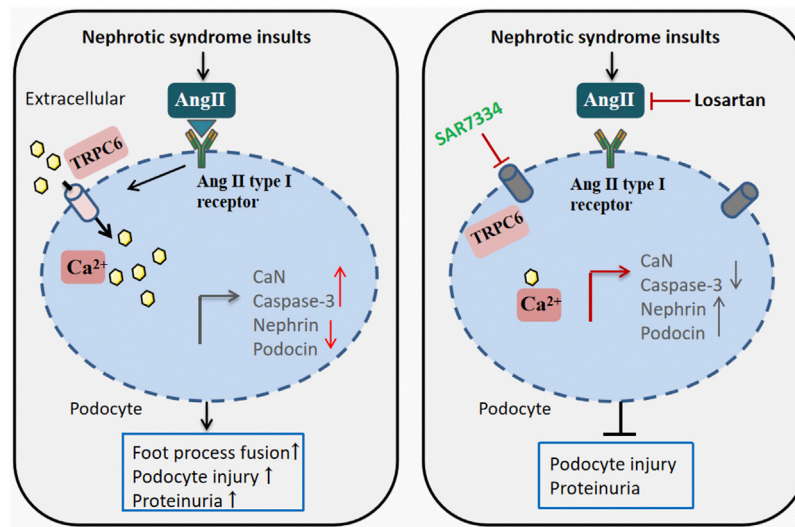 Nephrotic syndrome insults
Extracellular
AngII
TRPC6
Ang II type I
receptor
Ca²⁺
CaN
Caspase-3
Nephrin
Podocin
Podocyte
Foot process fusion↑
Podocyte injury ↑
Proteinuria ↑
Nephrotic syndrome insults
AngII
Losartan
SAR7334
Ang II type I
receptor
TRPC6
Ca²⁺
CaN
Caspase-3
Nephrin
Podocin
Podocyte
Podocyte injury
Proteinuria